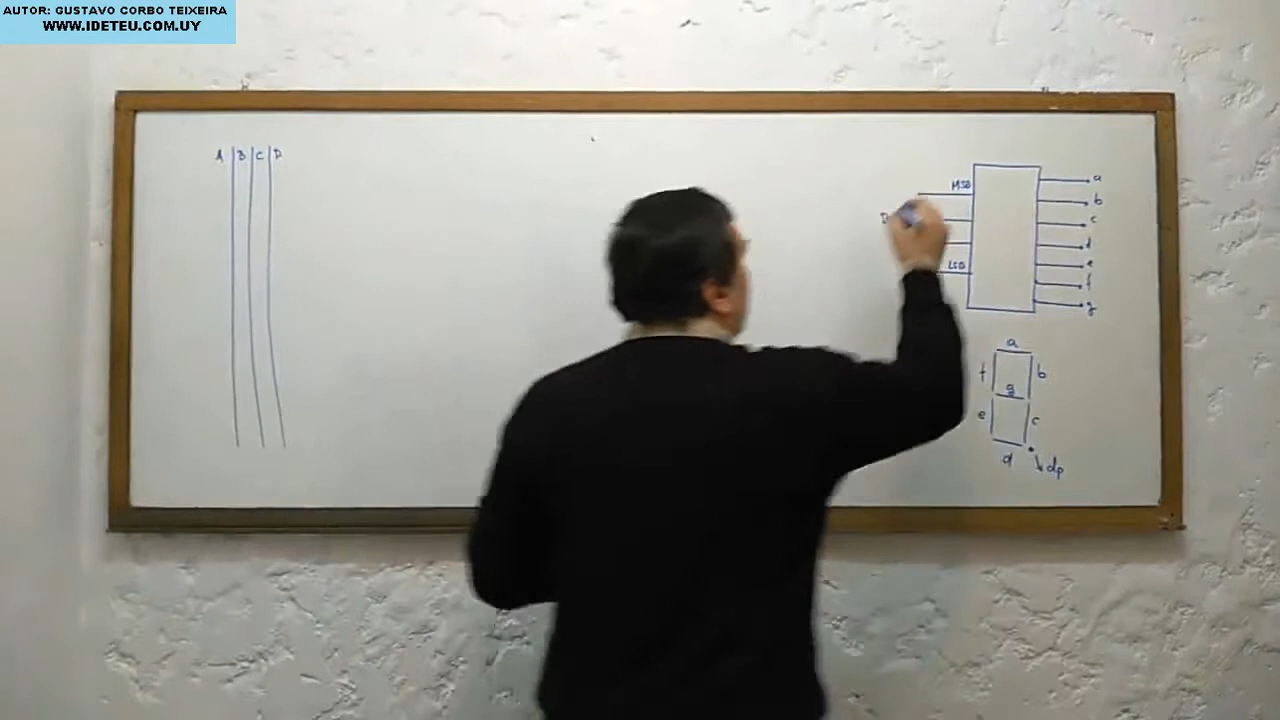 AUTOR: GUSTAVO CORBO TEIXEIRA
WWW.IDETEU.COM.UY
A B C D
MSB
LSB
a
b
c
d
e
f
g
a
f b
g
e c
d
dp